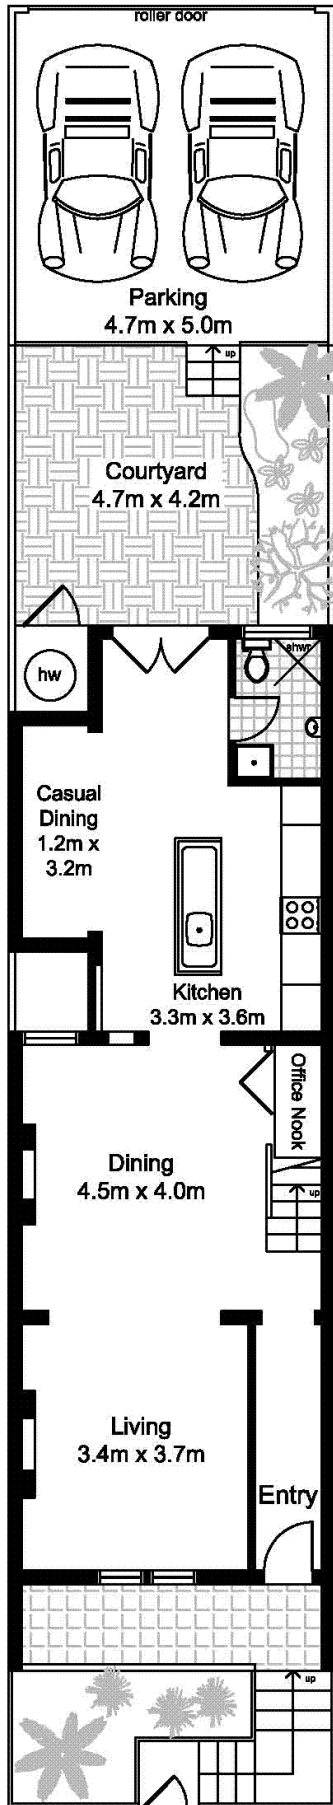 roller door
Parking
4.7m x 5.0m
up
Courtyard
4.7m x 4.2m
hw
shwr
Casual
Dining
1.2m x
3.2m
Kitchen
3.3m x 3.6m
Office Nook
Dining
4.5m x 4.0m
up
Living
3.4m x 3.7m
Entry
up